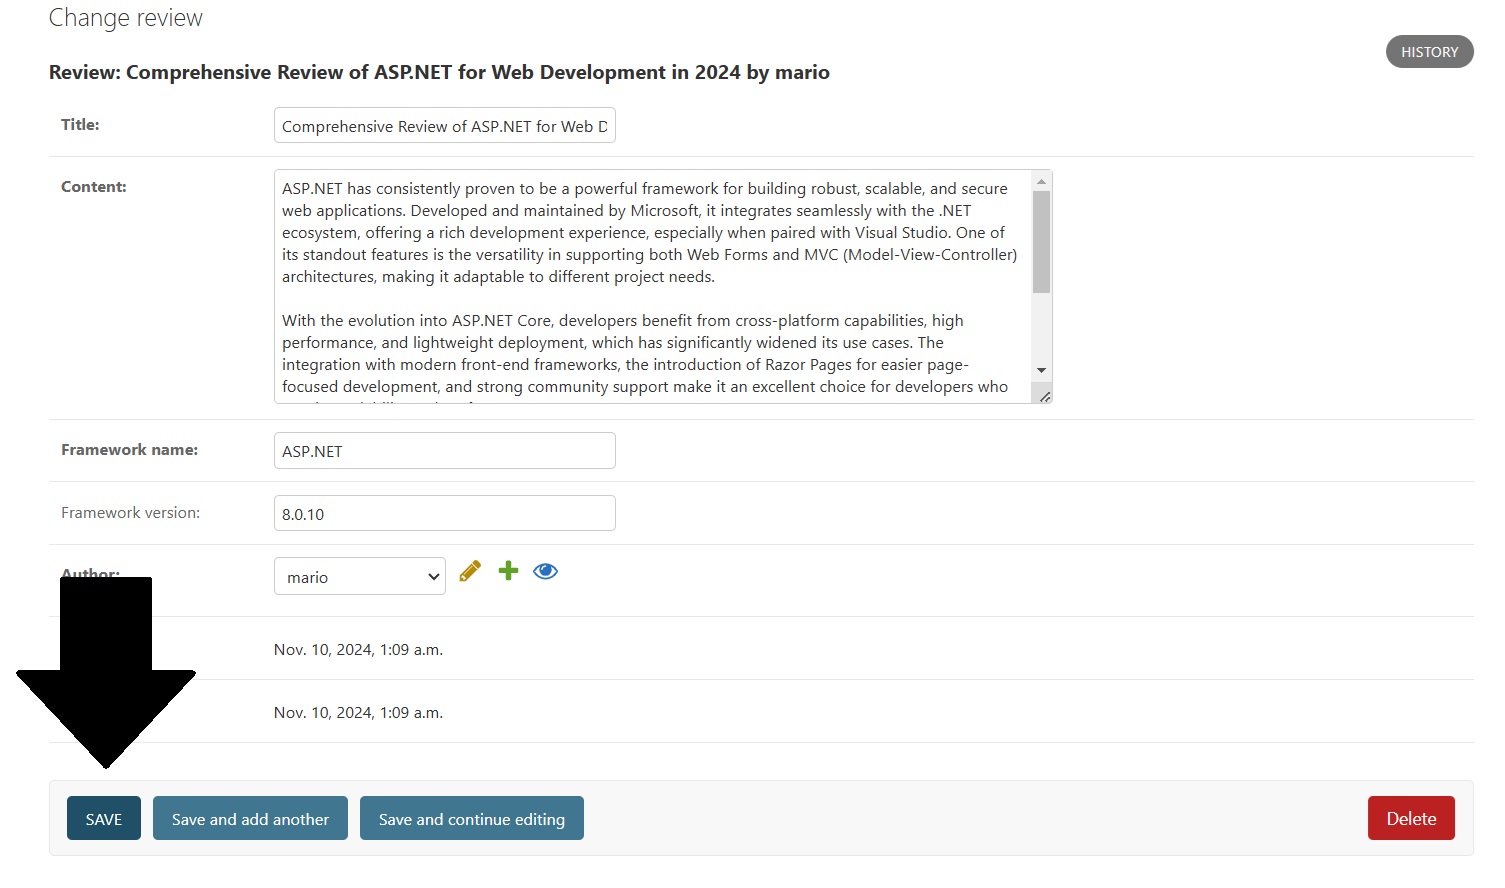 Change review
HISTORY
Review: Comprehensive Review of ASP.NET for Web Development in 2024 by mario
Title:
Comprehensive Review of ASP.NET for Web D
Content:
ASP.NET has consistently proven to be a powerful framework for building robust, scalable, and secure
web applications. Developed and maintained by Microsoft, it integrates seamlessly with the .NET
ecosystem, offering a rich development experience, especially when paired with Visual Studio. One of
its standout features is the versatility in supporting both Web Forms and MVC (Model-View-Controller)
architectures, making it adaptable to different project needs.
With the evolution into ASP.NET Core, developers benefit from cross-platform capabilities, high
performance, and lightweight deployment, which has significantly widened its use cases. The
integration with modern front-end frameworks, the introduction of Razor Pages for easier page-
focused development, and strong community support make it an excellent choice for developers who
Framework name:
ASP.NET
Framework version:
8.0.10
Author:
mario
Nov. 10, 2024, 1:09 a.m.
Nov. 10, 2024, 1:09 a.m.
SAVE
Save and add another
Save and continue editing
Delete